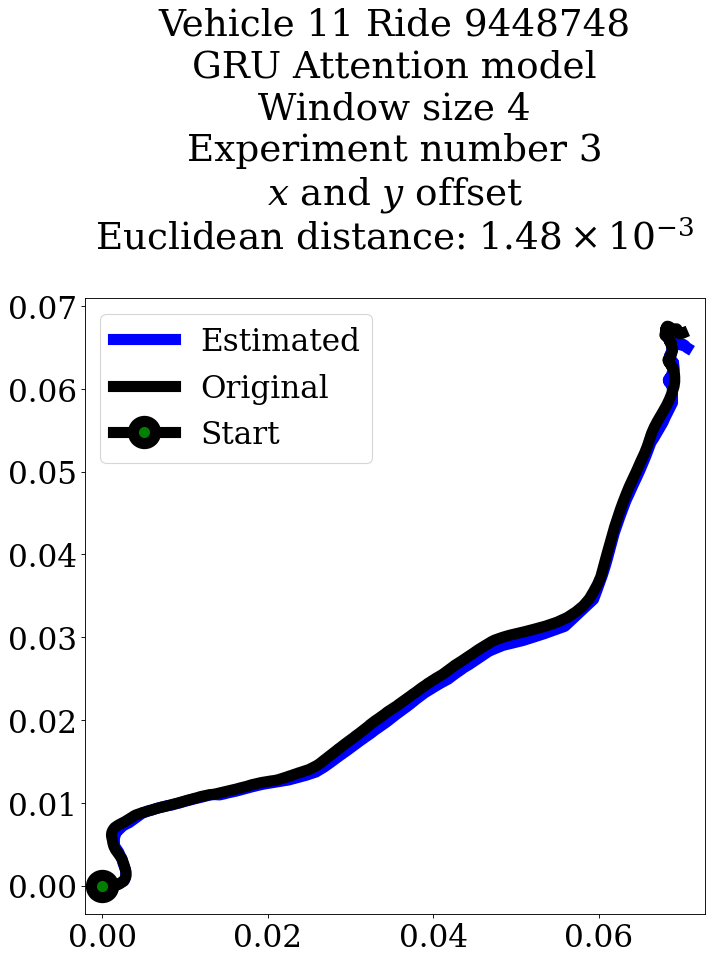 Vehicle 11 Ride 9448748
GRU Attention model
Window size 4
Experiment number 3
x and y offset
Euclidean distance: 1.48 × 10⁻³
0.07
0.06
0.05
0.04
0.03
0.02
0.01
0.00
Estimated
Original
Start
0.00 0.02 0.04 0.06